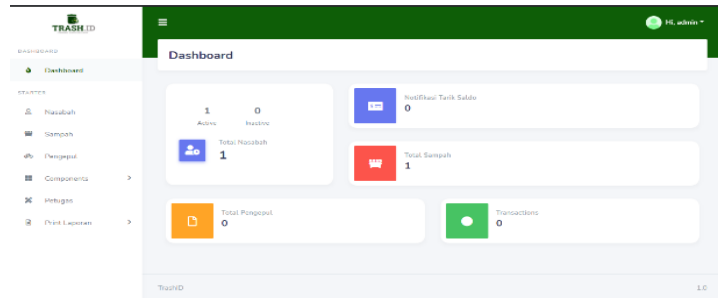 TRASH.ID
Hi, admin
DASHBOARD
Dashboard
STARTER
Nasabah
Sampah
Pengepul
Components
Petugas
Print Laporan
Dashboard
1 0
Active Inactive
Total Nasabah
1
Notifikasi Tarik Saldo
0
Total Sampah
1
Total Pengepul
0
Transactions
0
TrashID 1.0